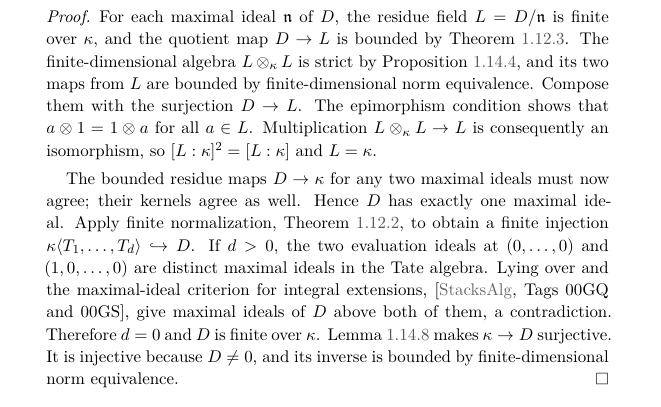 Proof. For each maximal ideal 𝔫 of D, the residue field L = D/𝔫 is finite
over κ, and the quotient map D → L is bounded by Theorem 1.12.3. The
finite-dimensional algebra L ⊗κ L is strict by Proposition 1.14.4, and its two
maps from L are bounded by finite-dimensional norm equivalence. Compose
them with the surjection D → L. The epimorphism condition shows that
a ⊗ 1 = 1 ⊗ a for all a ∈ L. Multiplication L ⊗κ L → L is consequently an
isomorphism, so [L : κ]² = [L : κ] and L = κ.
The bounded residue maps D → κ for any two maximal ideals must now
agree; their kernels agree as well. Hence D has exactly one maximal ide-
al. Apply finite normalization, Theorem 1.12.2, to obtain a finite injection
κ⟨T₁, . . . , T_d⟩ ↪ D. If d > 0, the two evaluation ideals at (0, . . . , 0) and
(1, 0, . . . , 0) are distinct maximal ideals in the Tate algebra. Lying over and
the maximal-ideal criterion for integral extensions, [StacksAlg, Tags 00GQ
and 00GS], give maximal ideals of D above both of them, a contradiction.
Therefore d = 0 and D is finite over κ. Lemma 1.14.8 makes κ → D surjective.
It is injective because D ≠ 0, and its inverse is bounded by finite-dimensional
norm equivalence. □